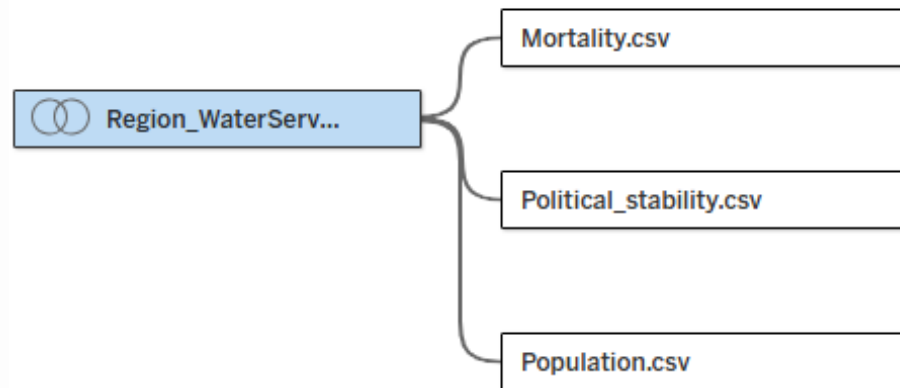 Mortality.csv
Region_WaterServ...
Political_stability.csv
Population.csv